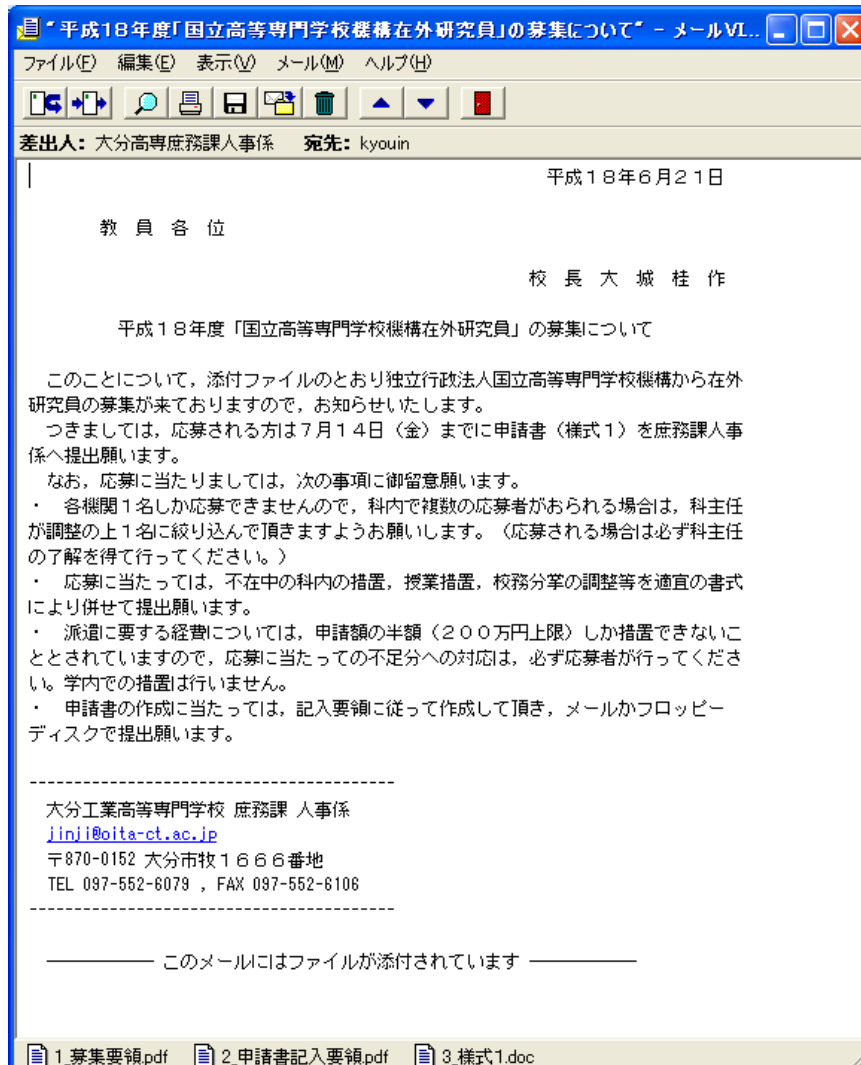 "平成18年度「国立高等専門学校機構在外研究員」の募集について" - メールVI...
ファイル(F) 編集(E) 表示(V) メール(M) ヘルプ(H)
差出人: 大分高専庶務課人事係 宛先: kyouin
平成18年6月21日
教 員 各 位
校 長 大 城 桂 作
平成18年度「国立高等専門学校機構在外研究員」の募集について
このことについて，添付ファイルのとおり独立行政法人国立高等専門学校機構から在外
研究員の募集が来ておりますので，お知らせいたします。
つきましては，応募される方は7月14日（金）までに申請書（様式1）を庶務課人事
係へ提出願います。
なお，応募に当たりましては，次の事項に御留意願います。
・ 各機関1名しか応募できませんので，科内で複数の応募者がおられる場合は，科主任
が調整の上1名に絞り込んで頂きますようお願いします。（応募される場合は必ず科主任
の了解を得て行ってください。）
・ 応募に当たっては，不在中の科内の措置，授業措置，校務分掌の調整等を適宜の書式
により併せて提出願います。
・ 派遣に要する経費については，申請額の半額（200万円上限）しか措置できないこ
ととされていますので，応募に当たっての不足分への対応は，必ず応募者が行ってくださ
い。学内での措置は行いません。
・ 申請書の作成に当たっては，記入要領に従って作成して頂き，メールかフロッピー
ディスクで提出願います。
----------------------------------------
大分工業高等専門学校 庶務課 人事係
jinji@oita-ct.ac.jp
〒870-0152 大分市牧1666番地
TEL 097-552-6079 , FAX 097-552-6106
----------------------------------------
―――――― このメールにはファイルが添付されています ――――――
1_募集要領.pdf 2_申請書記入要領.pdf 3_様式1.doc